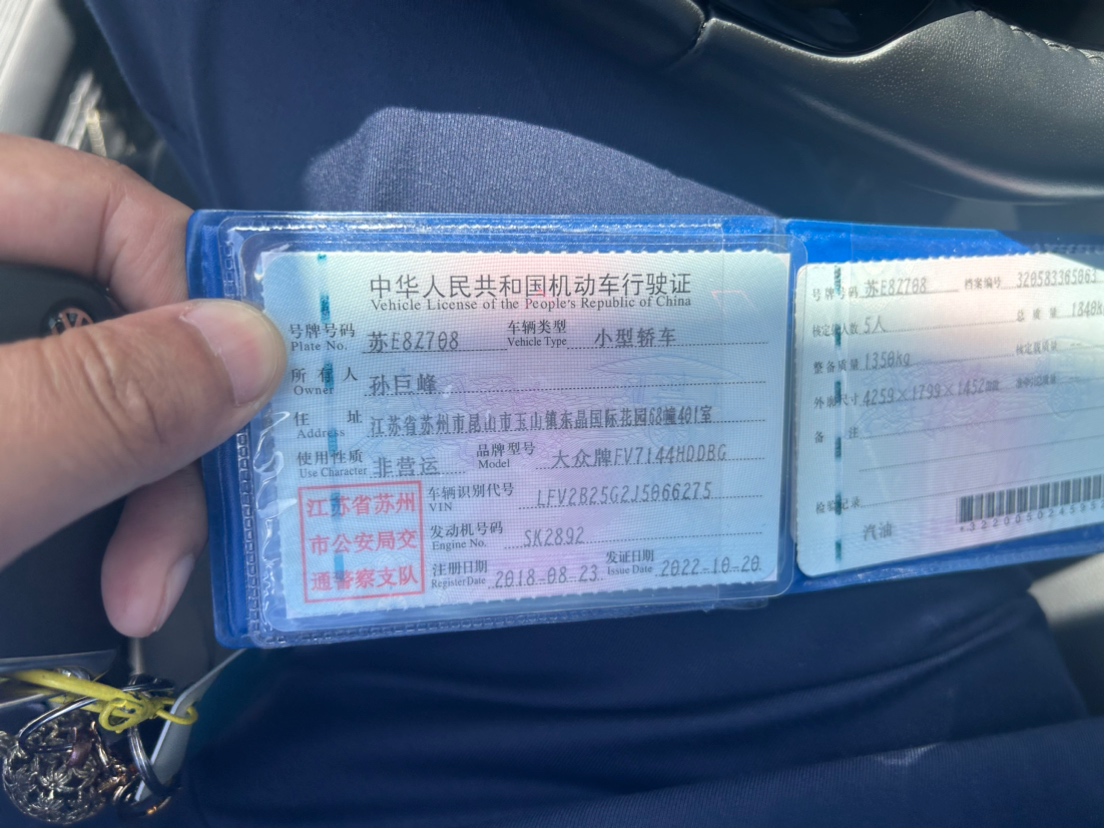 中华人民共和国机动车行驶证
Vehicle License of the People's Republic of China
号牌号码 苏E8Z708 车辆类型 小型轿车
Plate No. Vehicle Type
所有人 孙巨峰
Owner
住址 江苏省苏州市昆山市玉山镇东晶国际花园68幢401室
Address
使用性质 非营运 品牌型号 大众牌FV7144HDDBG
Use Character Model
江苏省苏州
市公安局交
通警察支队
车辆识别代号 LFV2B25G2J5066275
VIN
发动机号码 SK2892
Engine No.
注册日期 2018-08-23 发证日期 2022-10-20
Register Date Issue Date
号牌号码 苏E8Z708 档案编号 320583365063
核定载人数 5人 总质量 1840k
整备质量 1350kg 核定载质量
外廓尺寸 4259×1799×1452mm
备注
检验记录
汽油